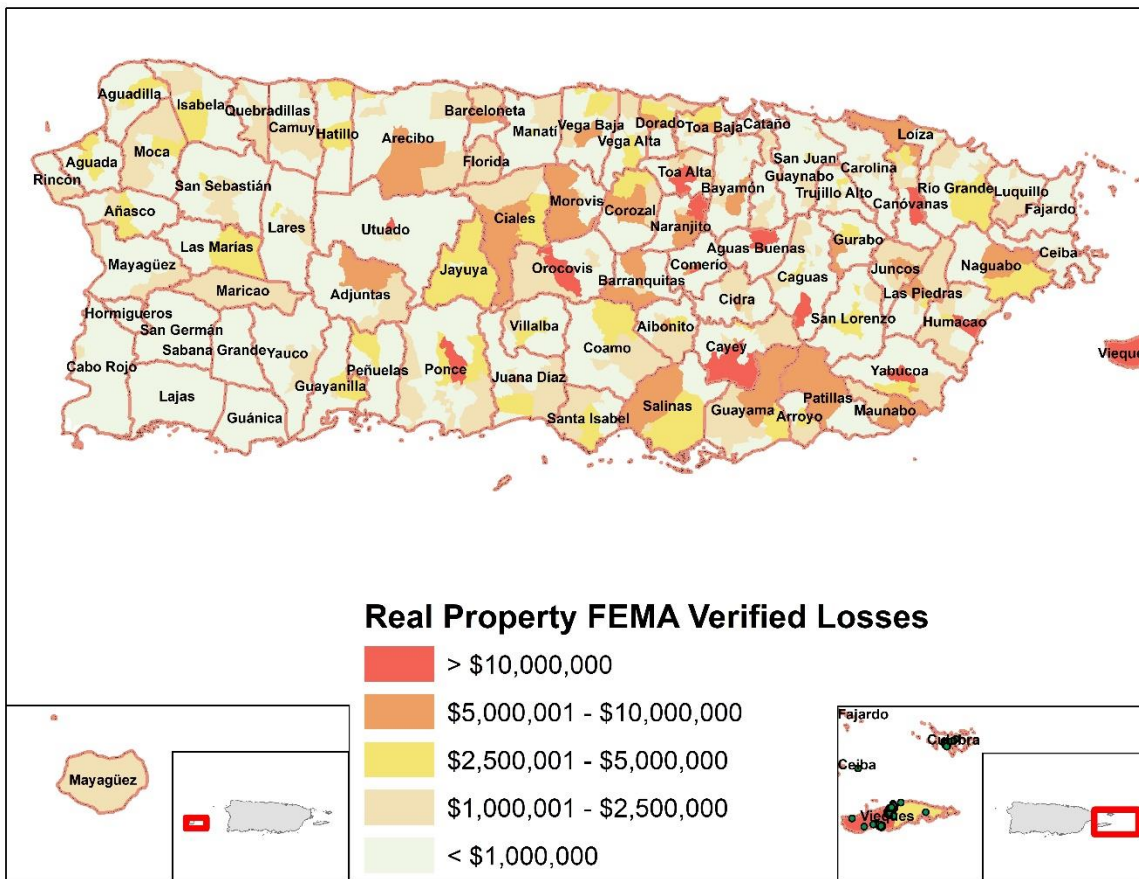 Aguadilla
Isabela
Quebradillas
Camuy
Hatillo
Arecibo
Barceloneta
Manatí
Vega Baja
Vega Alta
Dorado
Toa Baja
Cataño
Loíza
Moca
Aguada
Rincón
San Sebastián
Florida
Toa Alta
Bayamón
San Juan
Guaynabo
Trujillo Alto
Carolina
Canóvanas
Río Grande
Luquillo
Fajardo
Añasco
Lares
Utuado
Ciales
Morovis
Corozal
Naranjito
Las Marías
Mayagüez
Maricao
Adjuntas
Jayuya
Orocovis
Barranquitas
Comerío
Aguas Buenas
Gurabo
Caguas
Juncos
Naguabo
Ceiba
Cidra
Las Piedras
Hormigueros
San Germán
Sabana Grande
Yauco
Cabo Rojo
Lajas
Guánica
Guayanilla
Peñuelas
Ponce
Villalba
Juana Díaz
Coamo
Aibonito
Cayey
San Lorenzo
Humacao
Yabucoa
Santa Isabel
Salinas
Guayama
Arroyo
Patillas
Maunabo
Vieque
Real Property FEMA Verified Losses
> $10,000,000
$5,000,001 - $10,000,000
$2,500,001 - $5,000,000
$1,000,001 - $2,500,000
< $1,000,000
Mayagüez
Fajardo
Culebra
Ceiba
Vieques